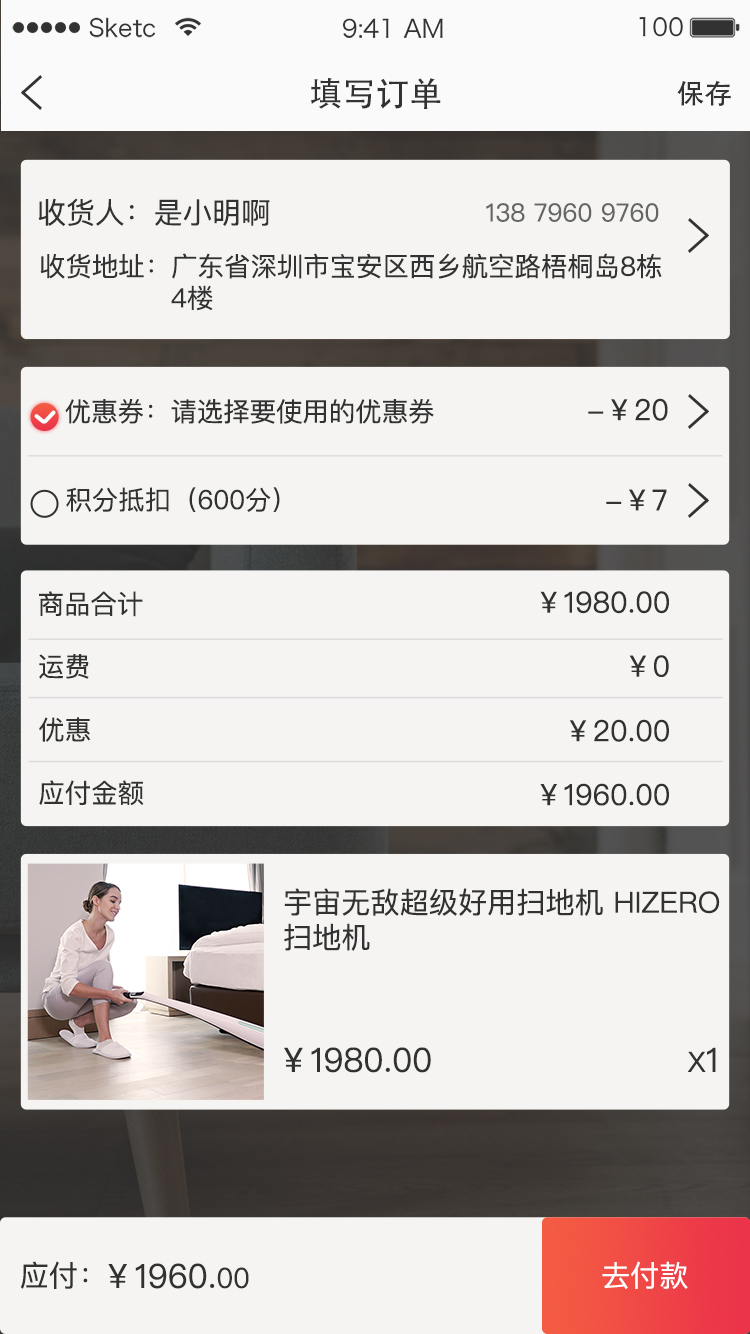 Sketc 9:41 AM 100
填写订单 保存
收货人：是小明啊 138 7960 9760
收货地址：广东省深圳市宝安区西乡航空路梧桐岛8栋
4楼
优惠券：请选择要使用的优惠券 –¥20
积分抵扣（600分） –¥7
商品合计 ¥1980.00
运费 ¥0
优惠 ¥20.00
应付金额 ¥1960.00
宇宙无敌超级好用扫地机 HIZERO
扫地机
¥1980.00 x1
应付：¥1960.00 去付款